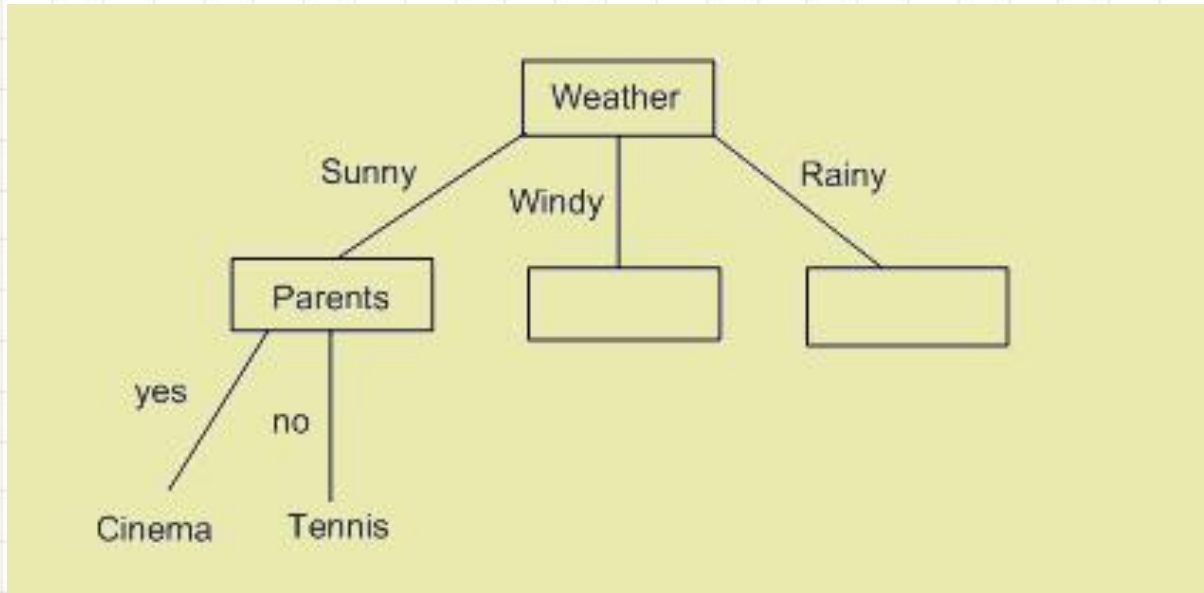 Weather
Sunny
Windy
Rainy
Parents
yes
no
Cinema
Tennis